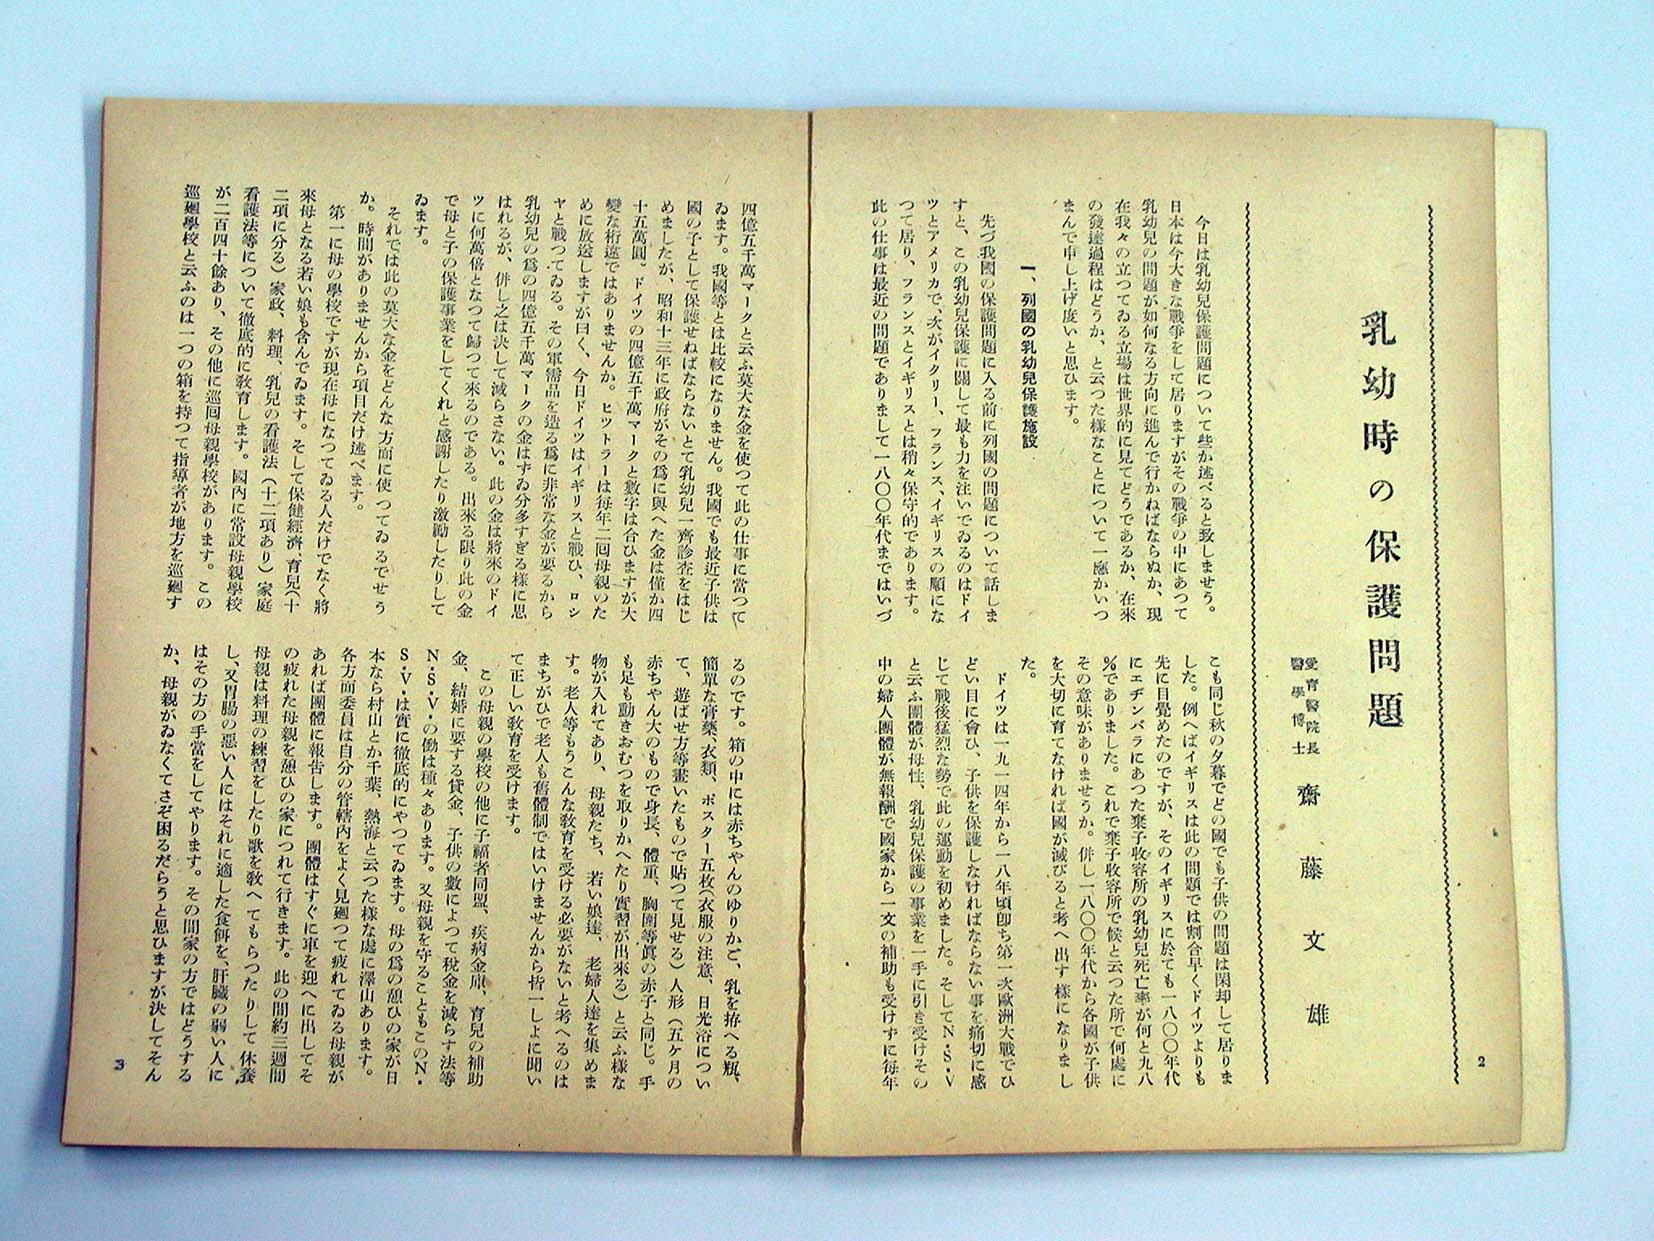 乳幼時の保護問題
愛育醫院長
醫學博士
齋藤文雄
今日は乳幼兒保護問題について些か述べると致しませう。
日本は今大きな戰爭をして居りますがその戰爭の中にあつて
乳幼兒の問題が如何なる方向に進んで行かねばならぬか、現
在我々の立つてゐる立場は世界的に見てどうであるか、在來
の發達過程はどうか、と云つた樣なことについて一應かいつ
まんで申し上げ度いと思ひます。
一、列國の乳幼兒保護施設
先づ我國の保護問題に入る前に列國の問題について話しま
すと、この乳幼兒保護に關して最も力を注いでゐるのはドイ
ツとアメリカで、次がイタリー、フランス、イギリスの順にな
つて居り、フランスとイギリスとは稍々保守的であります。
此の仕事は最近の問題でありまして一八〇〇年代まではいづ
こも同じ秋の夕暮でどの國でも子供の問題は閑却して居りま
した。例へばイギリスは此の問題では割合早くドイツよりも
先に目覺めたのですが、そのイギリスに於ても一八〇〇年代
にエヂンバラにあつた棄子收容所の乳幼兒死亡率が何と九八
%でありました。これで棄子收容所で候と云つた所で何處に
その意味がありませうか。併し一八〇〇年代から各國が子供
を大切に育てなければ國が滅びると考へ出す樣になりまし
た。
ドイツは一九一四年から一八年頃卽ち第一次歐洲大戰でひ
どい目に會ひ、子供を保護しなければならない事を痛切に感
じて戰後猛烈な勢で此の運動を初めました。そしてN・S・V
と云ふ團體が母性、乳幼兒保護の事業を一手に引き受けその
中の婦人團體が無報酬で國家から一文の補助も受けずに每年
2
四億五千萬マークと云ふ莫大な金を使つて此の仕事に當つて
ゐます。我國等とは比較になりません。我國でも最近子供は
國の子として保護せねばならないとて乳幼兒一齊診査をはじ
めましたが、昭和十三年に政府がその爲に與へた金は僅か四
十五萬圓。ドイツの四億五千萬マークと數字は合ひますが大
變な桁違ではありませんか。ヒツトラーは每年二回母親のた
めに放送しますが曰く、今日ドイツはイギリスと戰ひ、ロシ
ヤと戰つてゐる。その軍需品を造る爲に非常な金が要るから
乳幼兒の爲の四億五千萬マークの金はずゐ分多すぎる樣に思
はれるが、併し之は決して減らさない。此の金は將來のドイ
ツに何萬倍となつて歸つて來るのである。出來る限り此の金
で母と子の保護事業をしてくれと感謝したり激勵したりして
ゐます。
それでは此の莫大な金をどんな方面に使つてゐるでせう
か。時間がありませんから項目だけ述べます。
第一に母の學校ですが現在母になつてゐる人だけでなく將
來母となる若い娘も含んでゐます。そして保健經濟、育兒(十
二項に分る)家政、料理、乳兒の看護法(十二項あり)家庭
看護法等について徹底的に敎育します。國內に常設母親學校
が二百四十餘あり、その他に巡回母親學校があります。この
巡廻學校と云ふのは一つの箱を持つて指導者が地方を巡廻す
るのです。箱の中には赤ちやんのゆりかご、乳を拵へる瓶、
簡單な膏藥、衣類、ポスター五枚(衣服の注意、日光浴につい
て、遊ばせ方等畫いたもので貼つて見せる)人形(五ケ月の
赤ちやん大のもので身長、體重、胸圍等眞の赤子と同じ。手
も足も動きおむつを取りかへたり實習が出來る)と云ふ樣な
物が入れてあり、母親たち、若い娘達、老婦人達を集めま
す。老人等もうこんな敎育を受ける必要がないと考へるのは
まちがひで老人も舊體制ではいけませんから皆一しよに聞い
て正しい敎育を受けます。
この母親の學校の他に子福者同盟、疾病金庫、育兒の補助
金、結婚に要する貸金、子供の數によつて稅金を減らす法等
N・S・V・の働は種々あります。又母親を守ることもこのN・
S・V・は實に徹底的にやつてゐます。母の爲の憩ひの家が日
本なら村山とか千葉、熱海と云つた樣な處に澤山あります。
各方面委員は自分の管轄內をよく見廻つて疲れてゐる母親が
あれば團體に報告します。團體はすぐに車を迎へに出してそ
の疲れた母親を憩ひの家につれて行きます。此の間約三週間
母親は料理の練習をしたり歌を敎へてもらつたりして休養
し、又胃腸の惡い人にはそれに適した食餌を、肝臟の弱い人に
はその方の手當をしてやります。その間家の方ではどうする
か、母親がゐなくてさぞ困るだらうと思ひますが決してそん
3